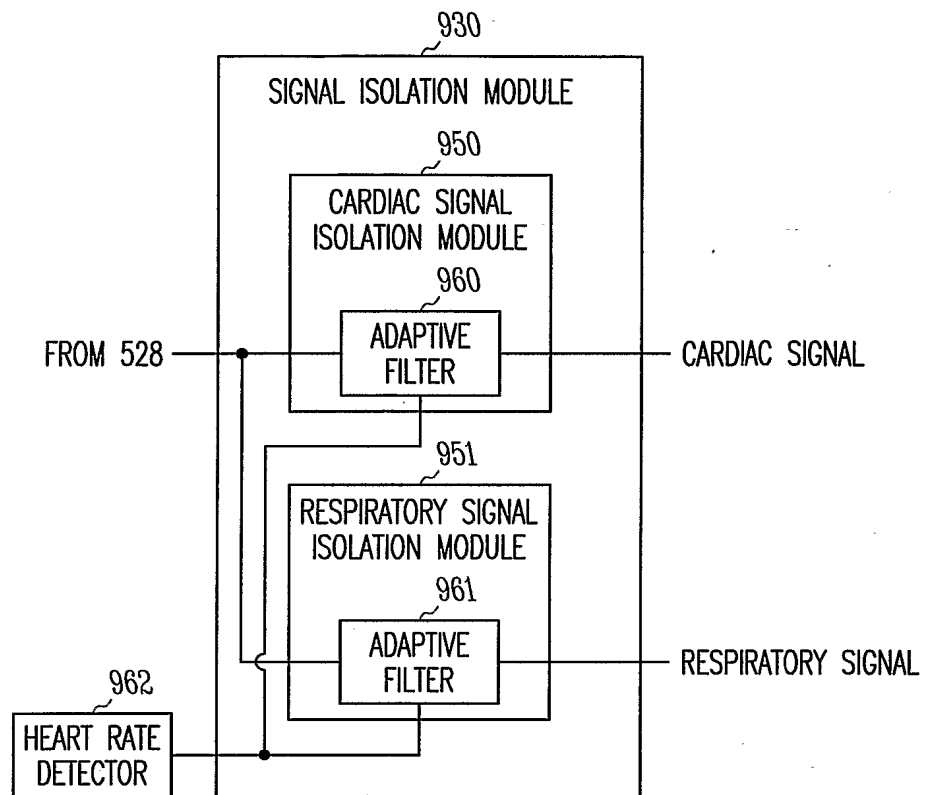 930
SIGNAL ISOLATION MODULE
950
CARDIAC SIGNAL
ISOLATION MODULE
960
ADAPTIVE
FILTER
FROM 528
CARDIAC SIGNAL
951
RESPIRATORY SIGNAL
ISOLATION MODULE
961
ADAPTIVE
FILTER
RESPIRATORY SIGNAL
962
HEART RATE
DETECTOR